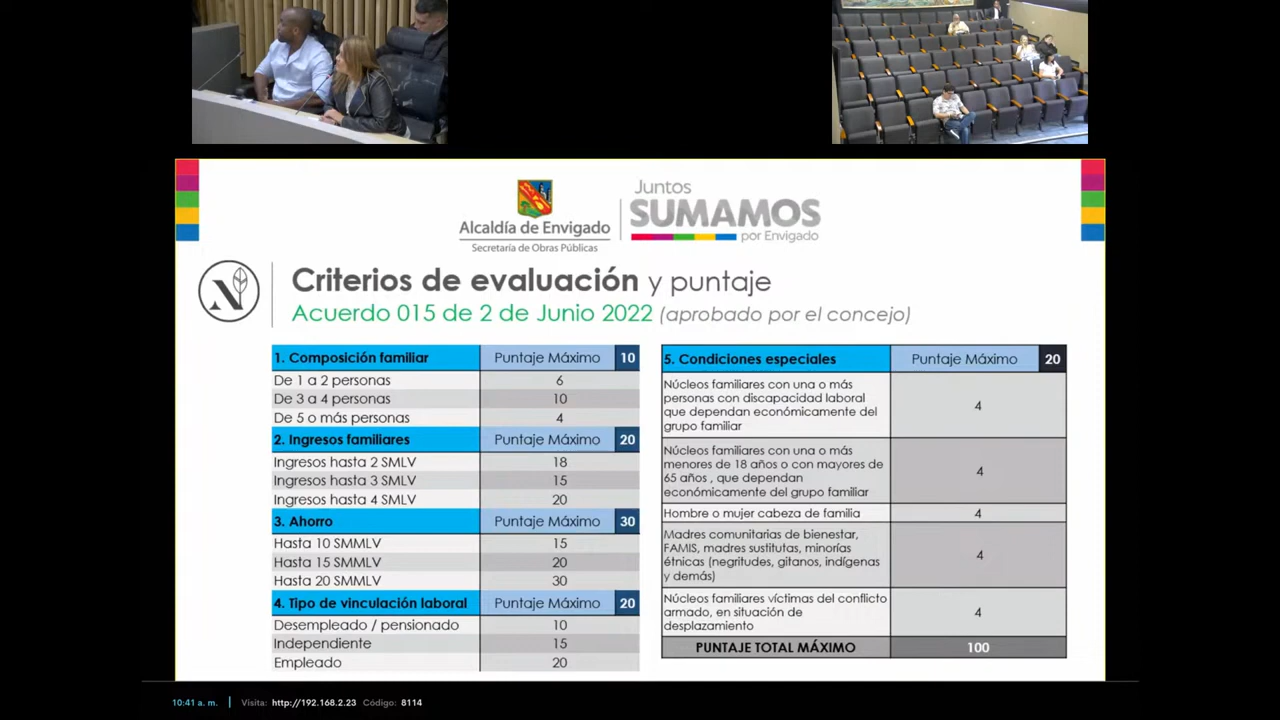 Alcaldía de Envigado
Secretaría de Obras Públicas
Juntos
SUMAMOS
por Envigado
N
Criterios de evaluación y puntaje
Acuerdo 015 de 2 de Junio 2022 (aprobado por el concejo)
1. Composición familiar Puntaje Máximo 10
De 1 a 2 personas 6
De 3 a 4 personas 10
De 5 o más personas 4
2. Ingresos familiares Puntaje Máximo 20
Ingresos hasta 2 SMLV 18
Ingresos hasta 3 SMLV 15
Ingresos hasta 4 SMLV 20
3. Ahorro Puntaje Máximo 30
Hasta 10 SMMLV 15
Hasta 15 SMMLV 20
Hasta 20 SMMLV 30
4. Tipo de vinculación laboral Puntaje Máximo 20
Desempleado / pensionado 10
Independiente 15
Empleado 20
5. Condiciones especiales Puntaje Máximo 20
Núcleos familiares con una o más
personas con discapacidad laboral
que dependan económicamente del
grupo familiar
4
Núcleos familiares con una o más
menores de 18 años o con mayores de
65 años , que dependan
económicamente del grupo familiar
4
Hombre o mujer cabeza de familia 4
Madres comunitarias de bienestar,
FAMIS, madres sustitutas, minorías
étnicas (negritudes, gitanos, indígenas
y demás)
4
Núcleos familiares víctimas del conflicto
armado, en situación de
desplazamiento
4
PUNTAJE TOTAL MÁXIMO 100
10:41 a. m. | Visita: http://192.168.2.23 Código: 8114